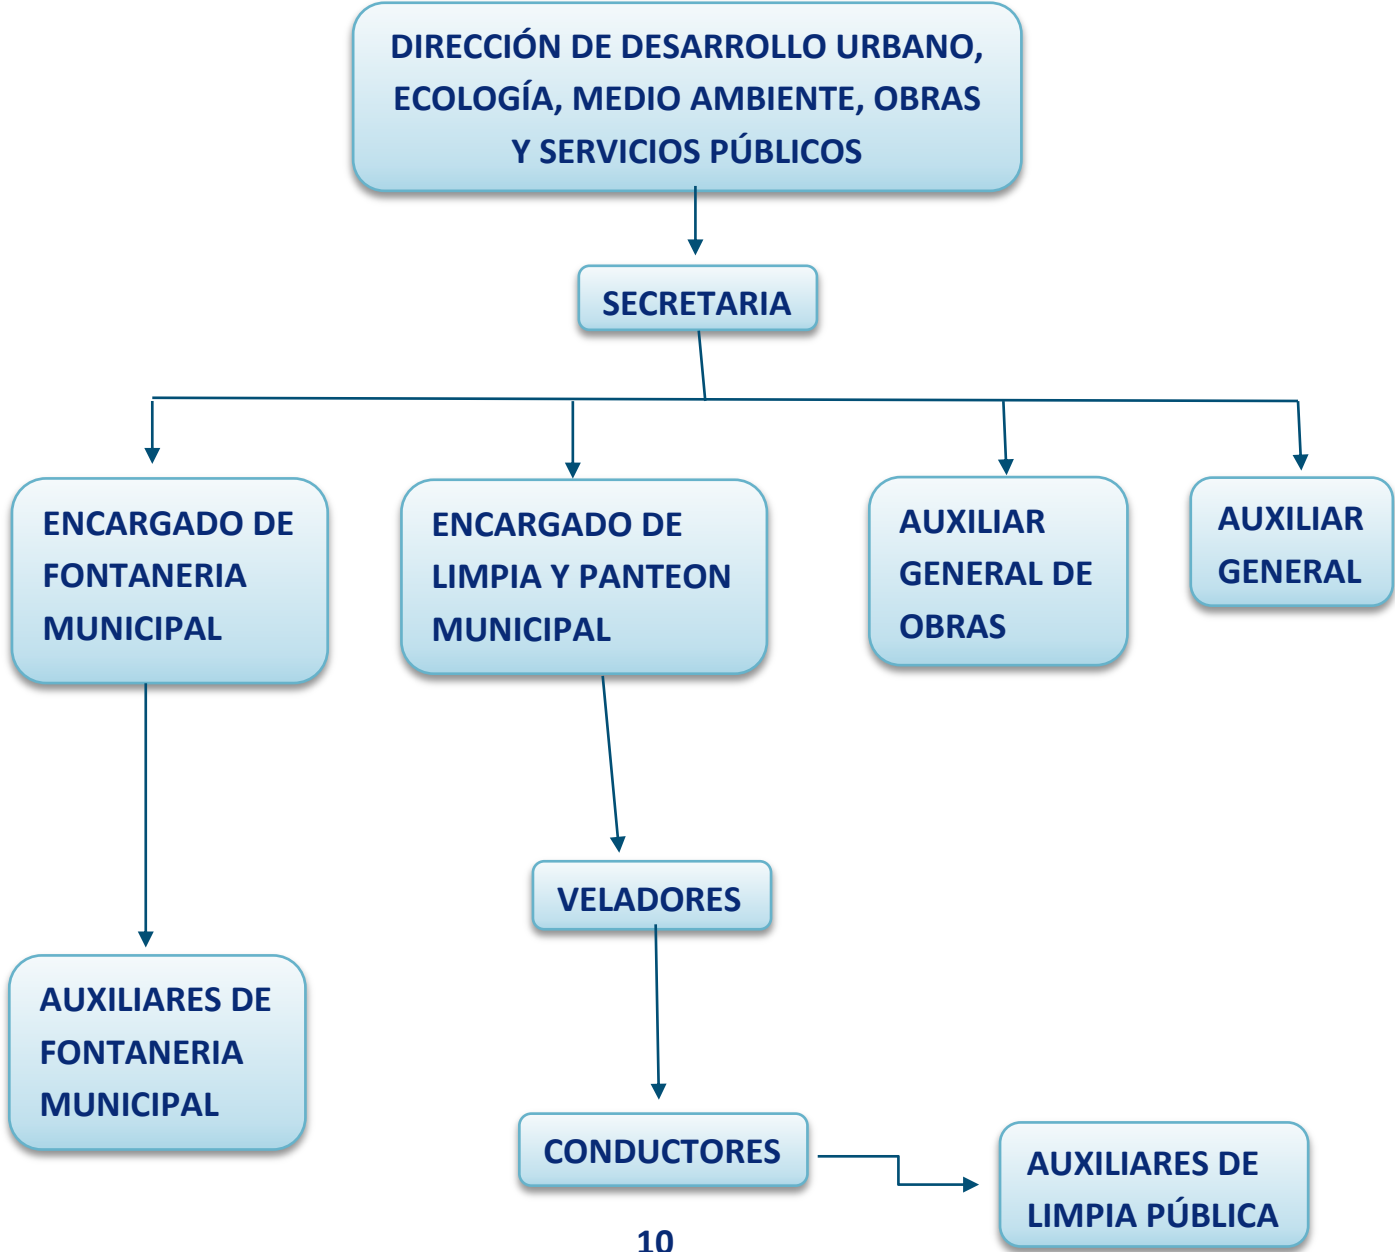 DIRECCIÓN DE DESARROLLO URBANO,
ECOLOGÍA, MEDIO AMBIENTE, OBRAS
Y SERVICIOS PÚBLICOS
SECRETARIA
ENCARGADO DE
FONTANERIA
MUNICIPAL
ENCARGADO DE
LIMPIA Y PANTEON
MUNICIPAL
AUXILIAR
GENERAL DE
OBRAS
AUXILIAR
GENERAL
VELADORES
AUXILIARES DE
FONTANERIA
MUNICIPAL
CONDUCTORES
AUXILIARES DE
LIMPIA PÚBLICA
10